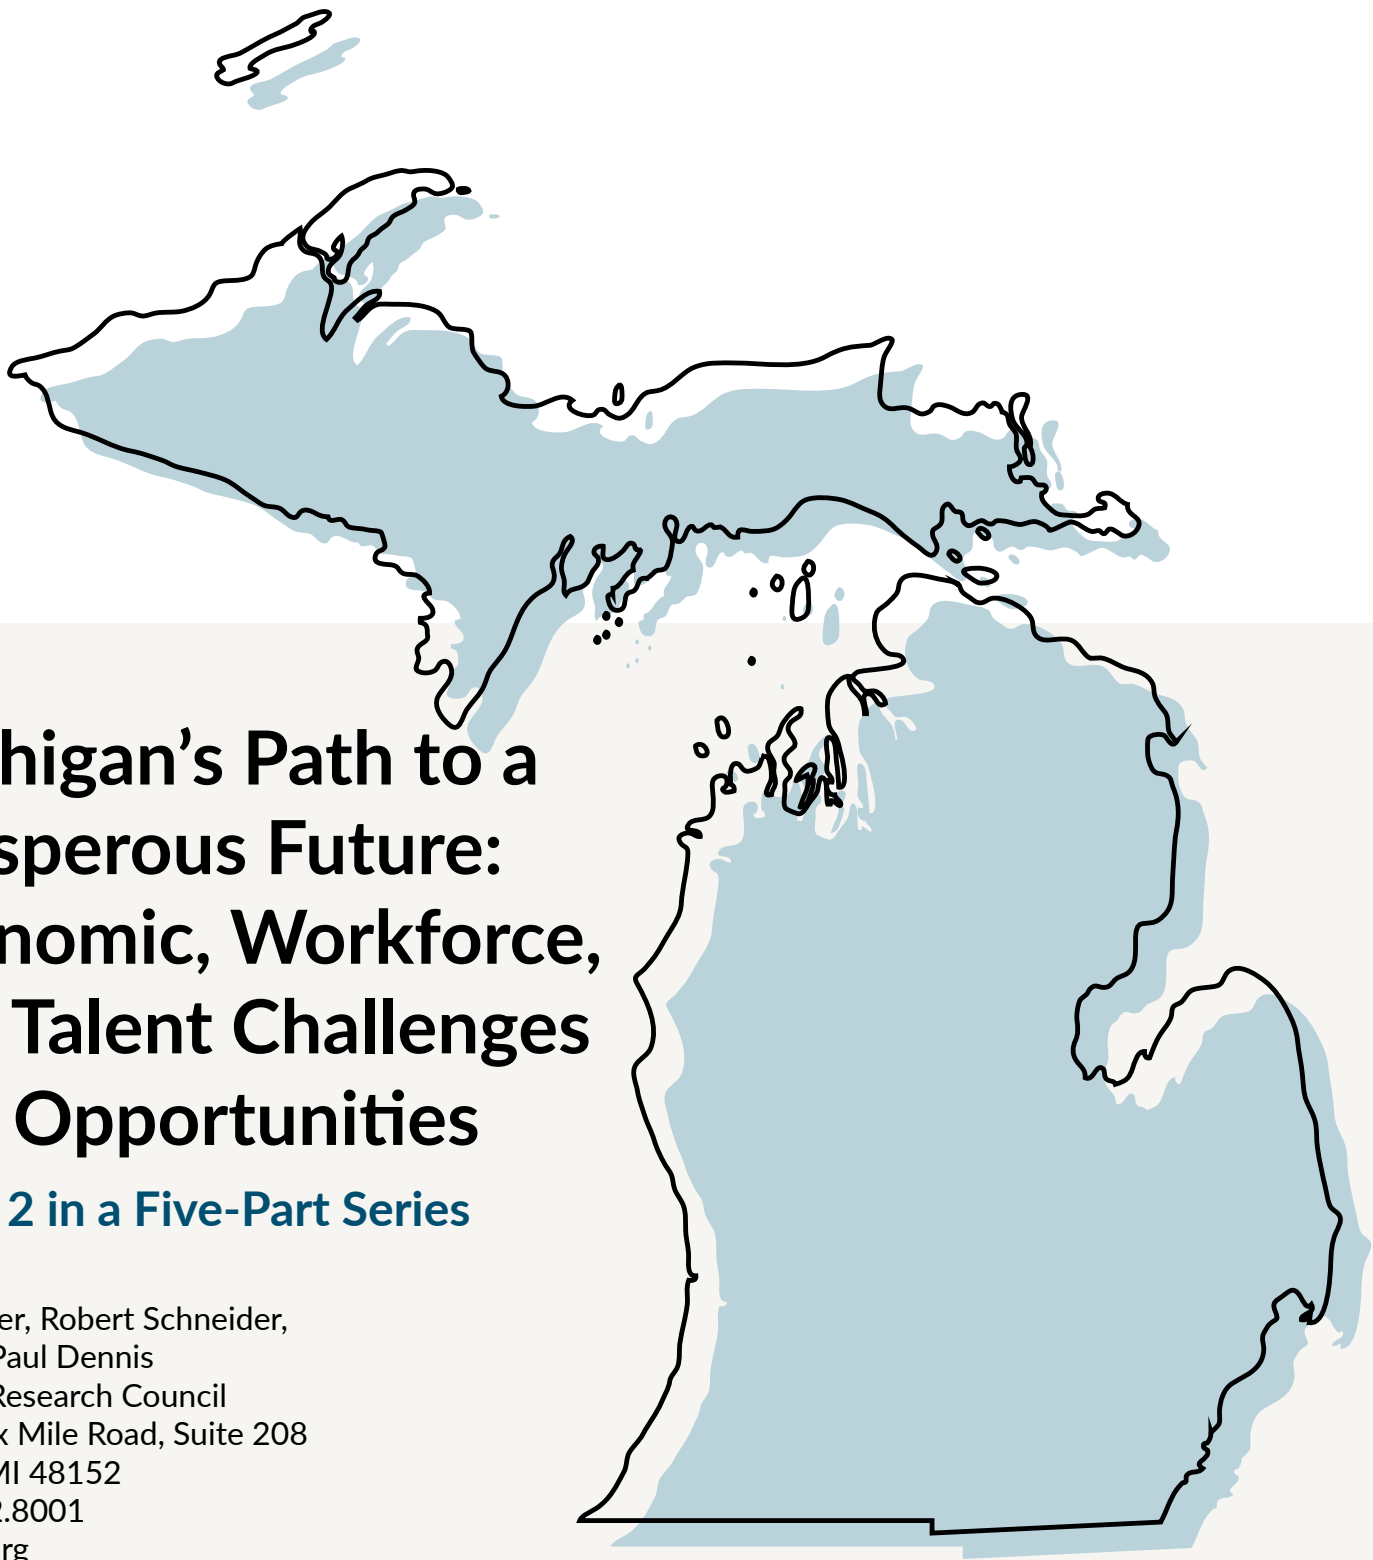 higan’s Path to a
sperous Future:
nomic, Workforce,
Talent Challenges
Opportunities
2 in a Five-Part Series
er, Robert Schneider,
Paul Dennis
Research Council
x Mile Road, Suite 208
MI 48152
2.8001
rg